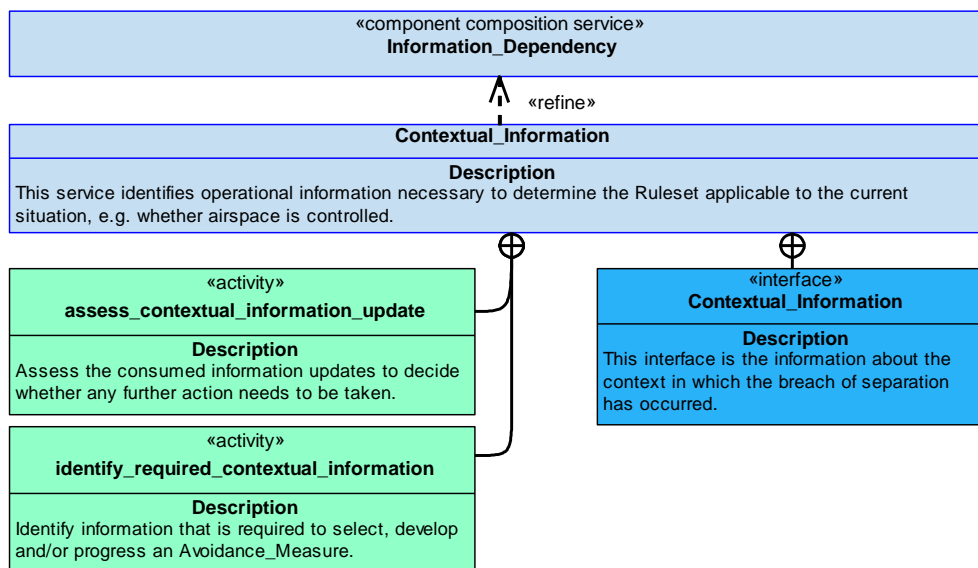 «component composition service»
Information_Dependency
«refine»
Contextual_Information
Description
This service identifies operational information necessary to determine the Ruleset applicable to the current
situation, e.g. whether airspace is controlled.
«activity»
assess_contextual_information_update
Description
Assess the consumed information updates to decide
whether any further action needs to be taken.
«interface»
Contextual_Information
Description
This interface is the information about the
context in which the breach of separation
has occurred.
«activity»
identify_required_contextual_information
Description
Identify information that is required to select, develop
and/or progress an Avoidance_Measure.